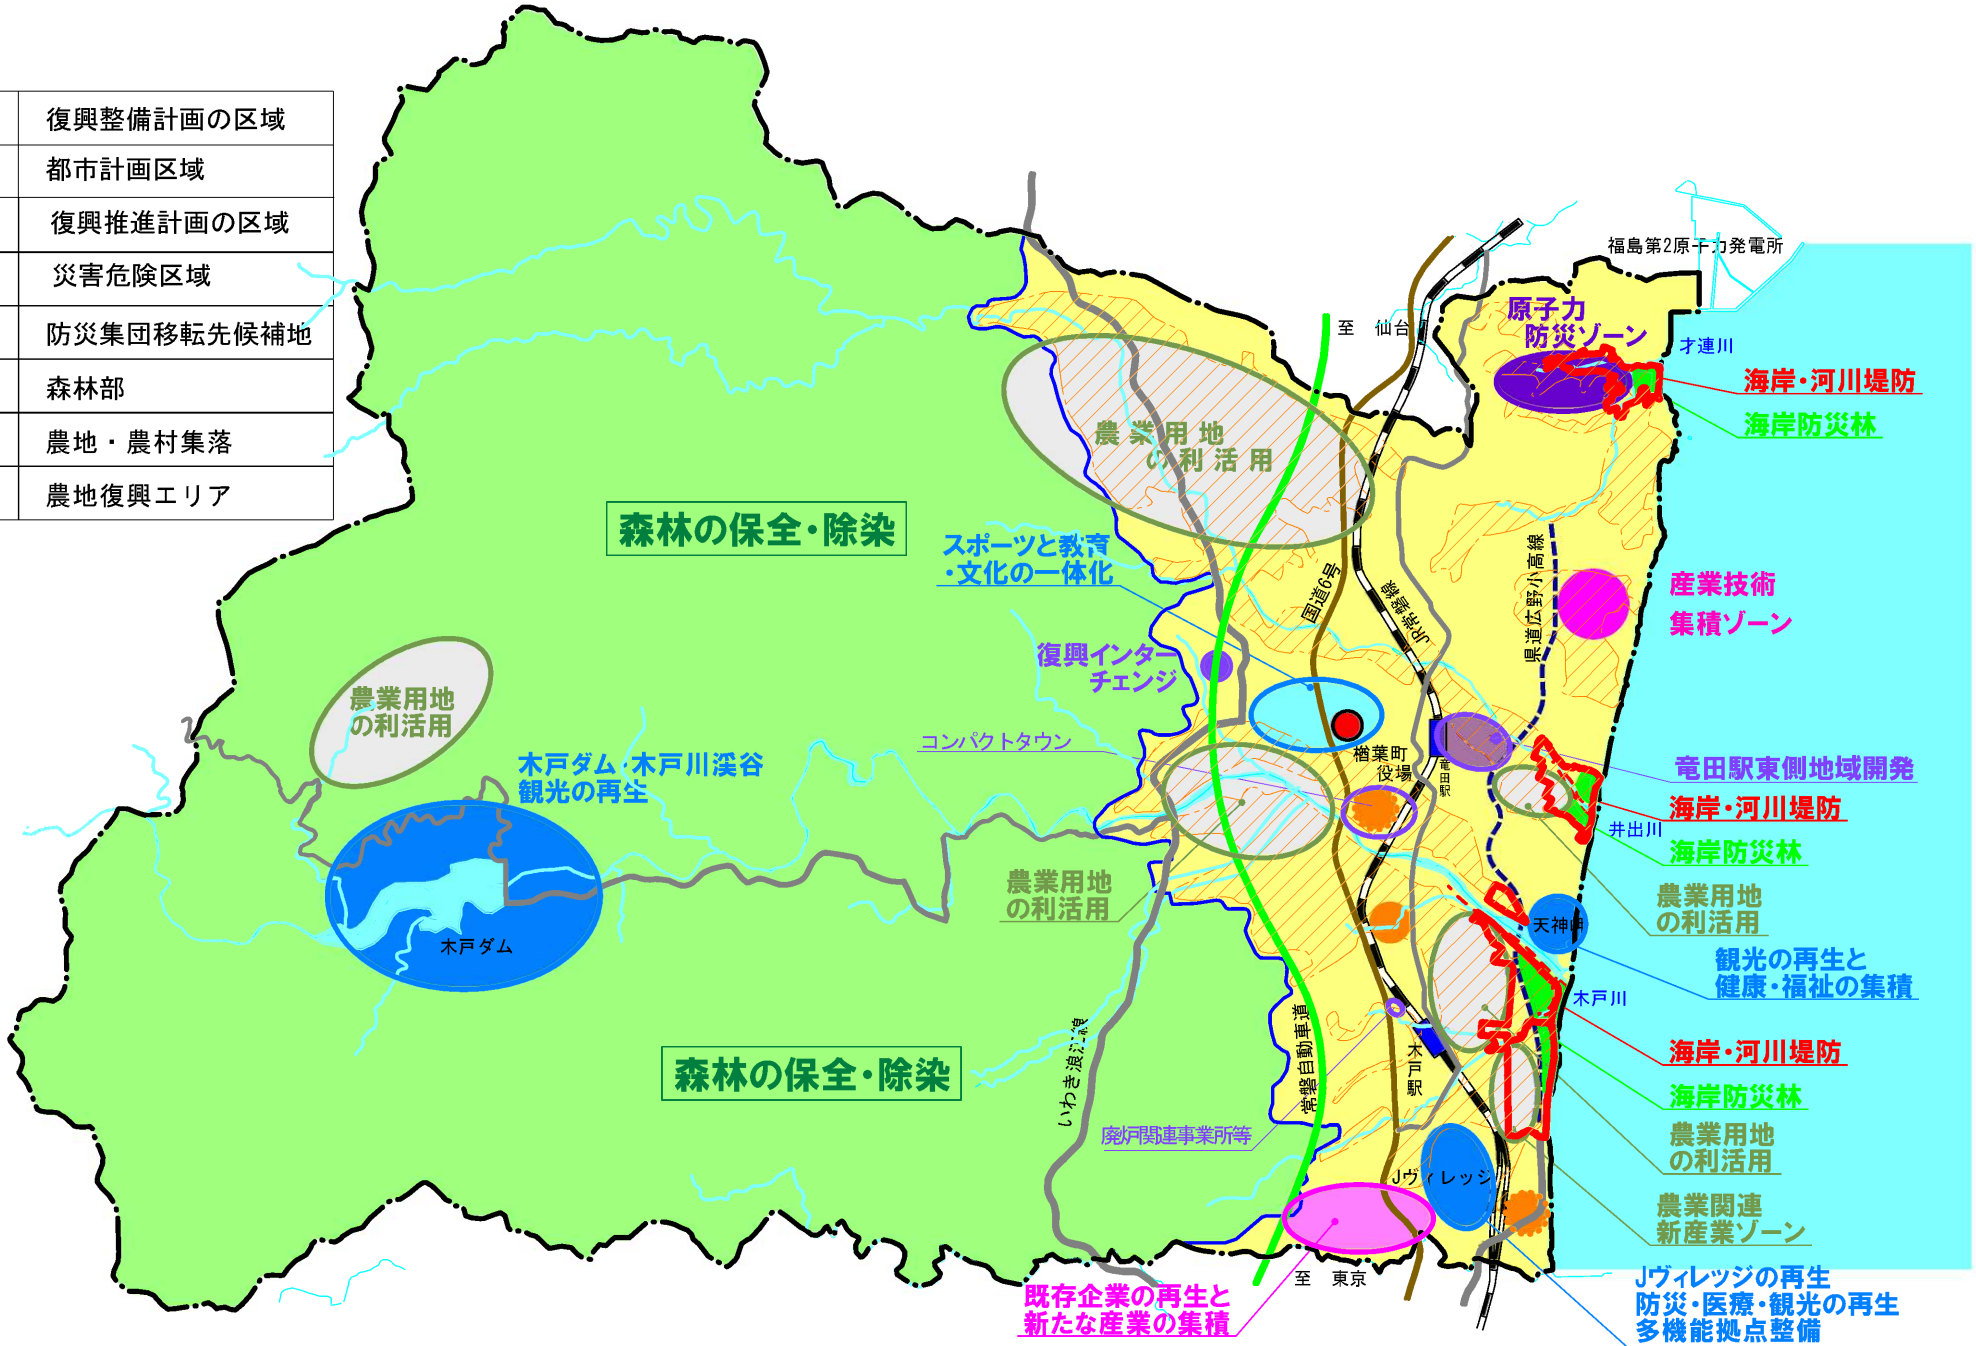 復興整備計画の区域
都市計画区域
復興推進計画の区域
災害危険区域
防災集団移転先候補地
森林部
農地・農村集落
農地復興エリア
福島第2原子力発電所
原子力
防災ゾーン
至 仙台
才連川
海岸・河川堤防
海岸防災林
農業用地
の利活用
森林の保全・除染
スポーツと教育
・文化の一体化
国道6号
JR常磐線
県道広野小高線
産業技術
集積ゾーン
復興インター
チェンジ
農業用地
の利活用
コンパクトタウン
楢葉町
役場
竜田駅
竜田駅東側地域開発
海岸・河川堤防
井出川
海岸防災林
木戸ダム・木戸川渓谷
観光の再生
農業用地
の利活用
農業用地
の利活用
木戸ダム
天神岬
観光の再生と
健康・福祉の集積
木戸川
海岸・河川堤防
森林の保全・除染
いわき浪江線
常磐自動車道
木戸駅
海岸防災林
廃炉関連事業所等
農業用地
の利活用
Jヴィレッジ
農業関連
新産業ゾーン
至 東京
既存企業の再生と
新たな産業の集積
Jヴィレッジの再生
防災・医療・観光の再生
多機能拠点整備